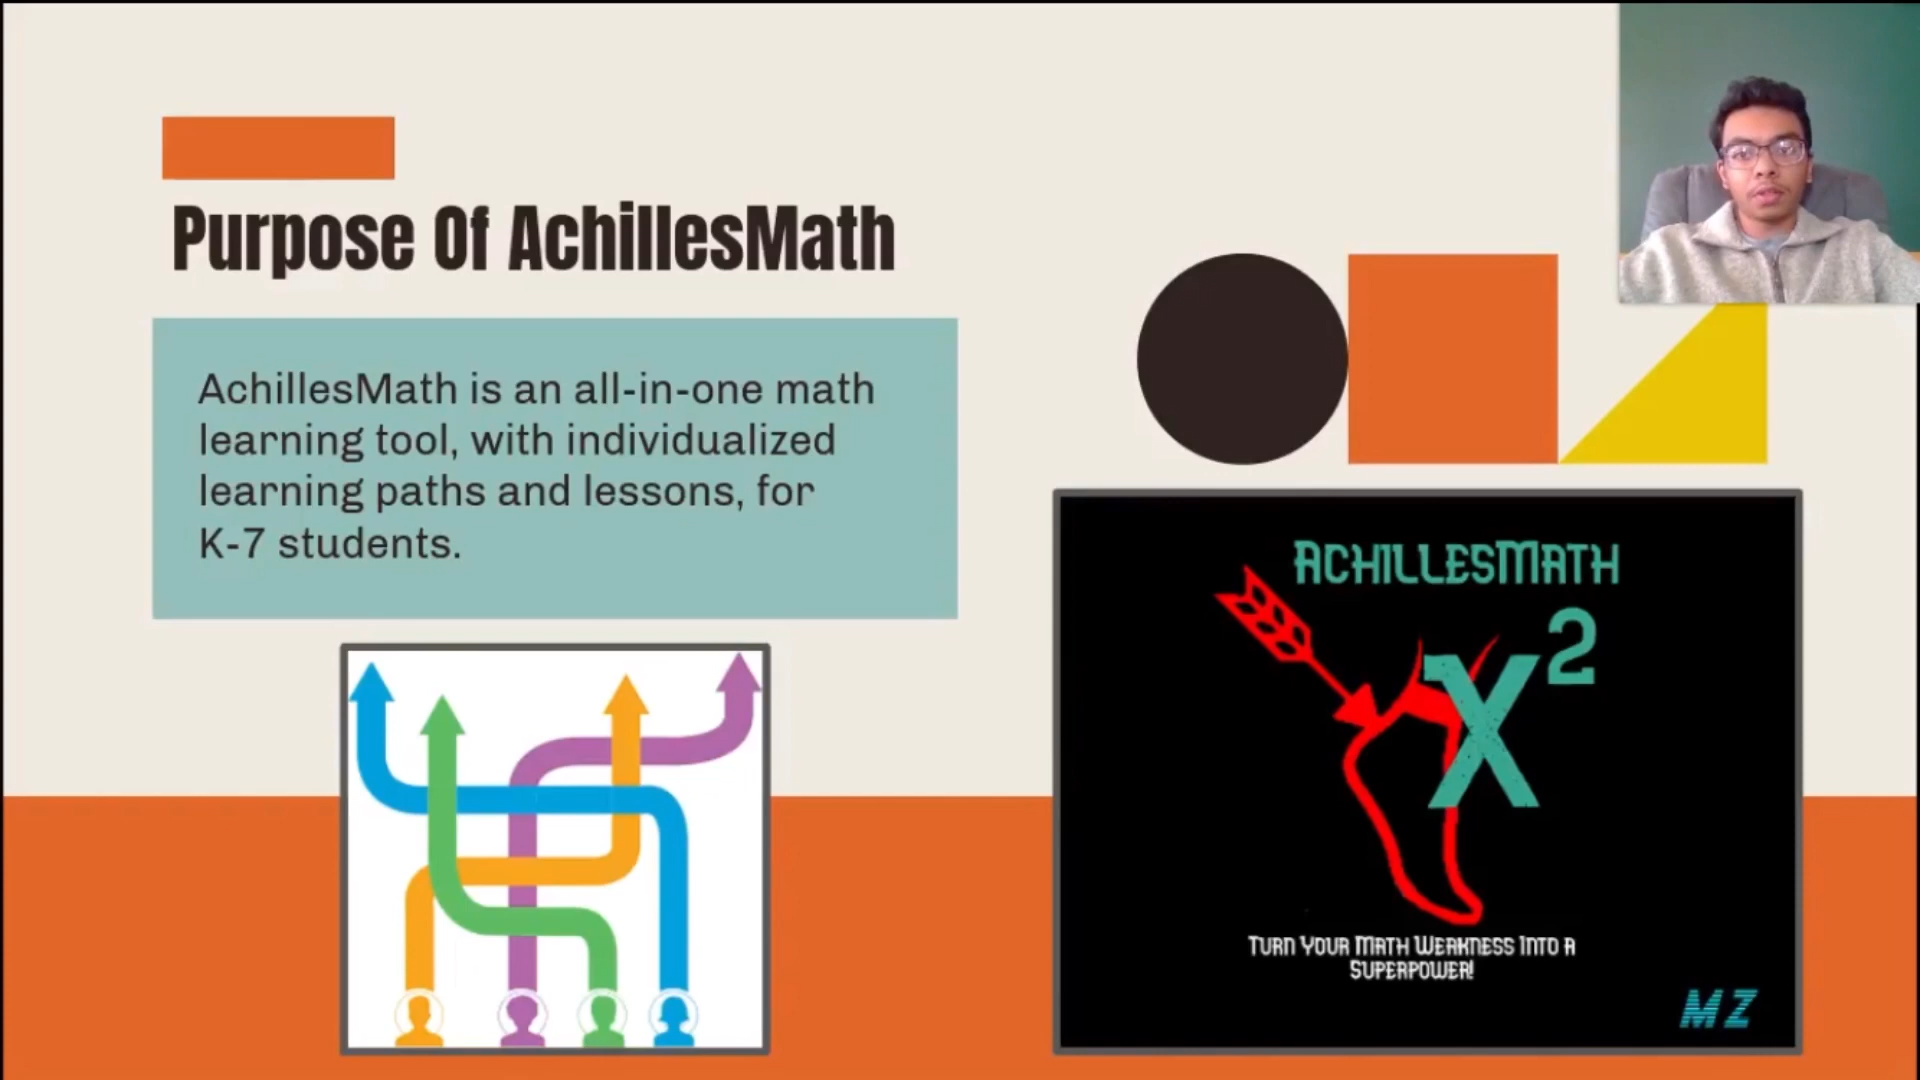 Purpose Of AchillesMath
AchillesMath is an all-in-one math
learning tool, with individualized
learning paths and lessons, for
K-7 students.
AchillesMath
X2
Turn Your Math Weakness Into a
Superpower!
MZ